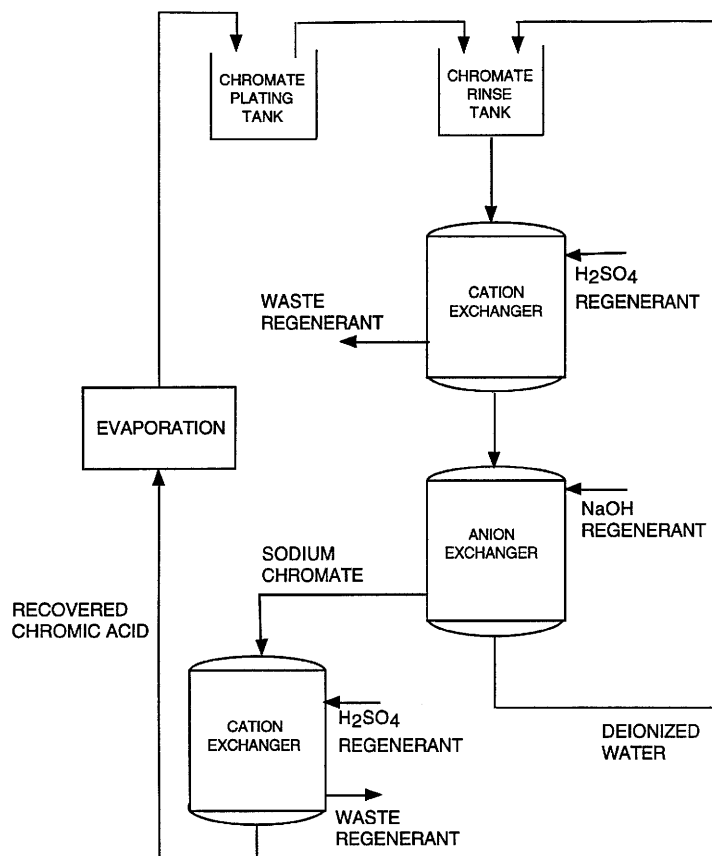 CHROMATE
PLATING
TANK
CHROMATE
RINSE
TANK
CATION
EXCHANGER
H2SO4
REGENERANT
WASTE
REGENERANT
EVAPORATION
ANION
EXCHANGER
NaOH
REGENERANT
SODIUM
CHROMATE
RECOVERED
CHROMIC ACID
CATION
EXCHANGER
H2SO4
REGENERANT
WASTE
REGENERANT
DEIONIZED
WATER